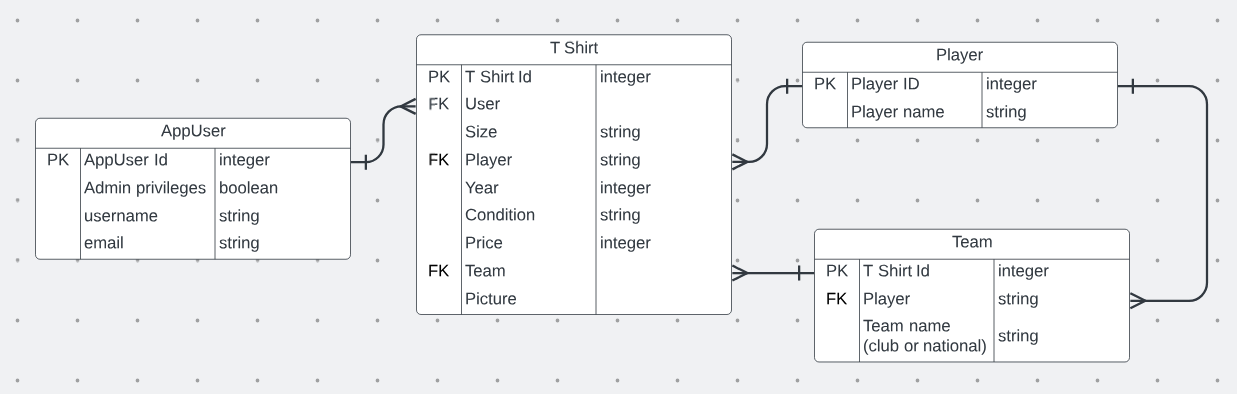 T Shirt
PK T Shirt Id integer
FK User
Size string
FK Player string
Year integer
Condition string
Price integer
FK Team
Picture
Player
PK Player ID integer
Player name string
AppUser
PK AppUser Id integer
Admin privileges boolean
username string
email string
Team
PK T Shirt Id integer
FK Player string
Team name
(club or national) string